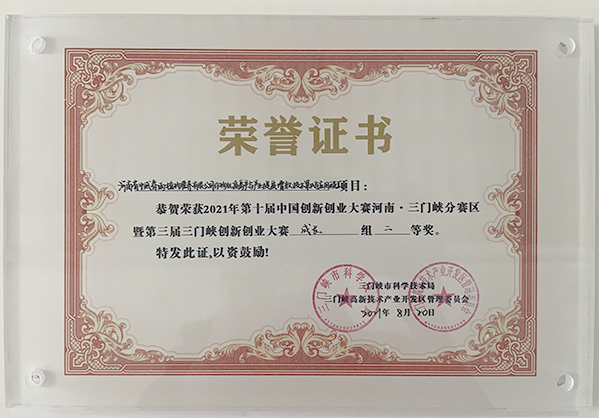 荣誉证书
项目：
恭贺荣获2021年第十届中国创新创业大赛河南·三门峡分赛区
暨第三届三门峡创新创业大赛 成长 组 二 等奖。
特发此证,以资鼓励!
三门峡市科学技术局
三门峡高新技术产业开发区管理委员会
2021年8月20日